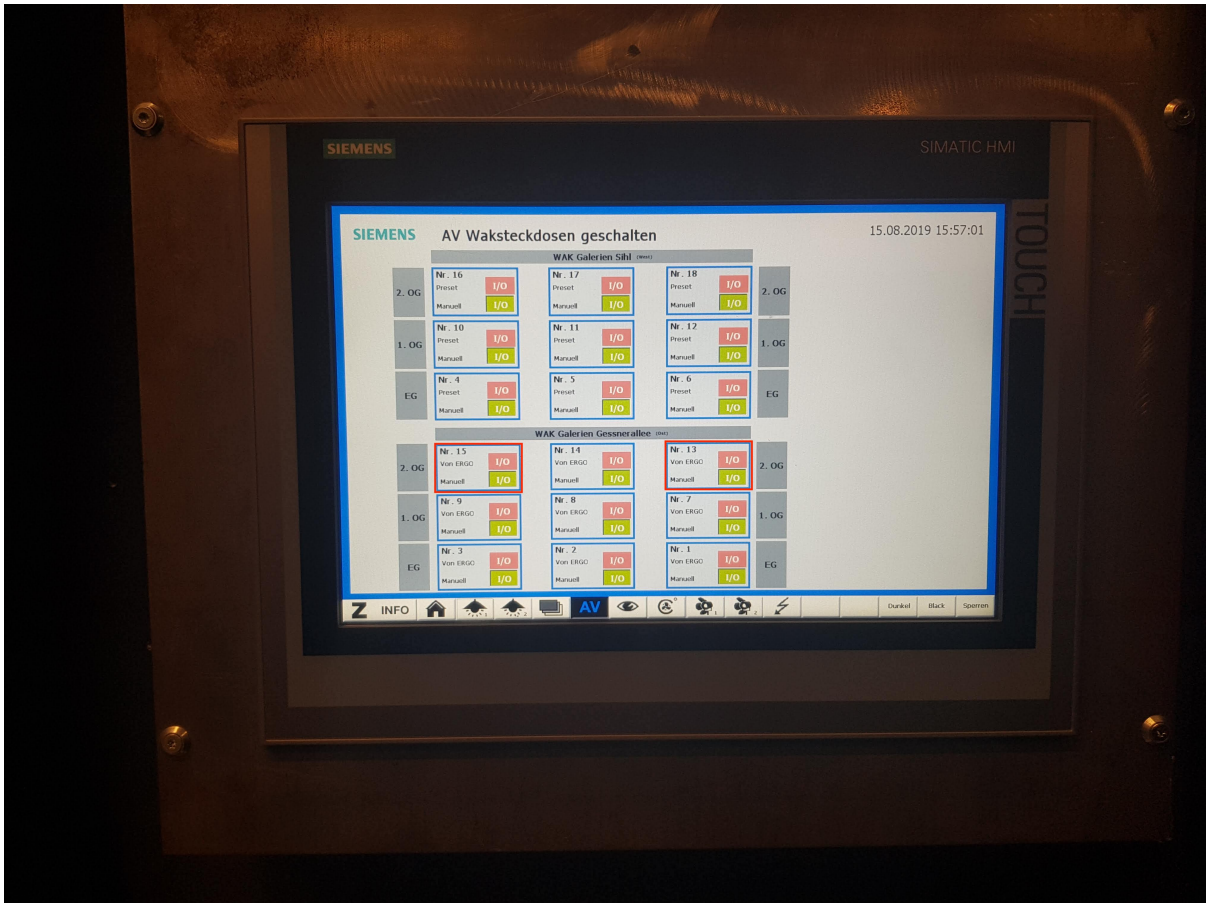 SIEMENS
SIMATIC HMI
TOUCH
SIEMENS AV Waksteckdosen geschalten 15.08.2019 15:57:01
WAK Galerien Sihl (West)
Nr. 16 Nr. 17 Nr. 18
2. OG Preset I/O Preset I/O Preset I/O 2. OG
Manuell I/O Manuell I/O Manuell I/O
Nr. 10 Nr. 11 Nr. 12
1. OG Preset I/O Preset I/O Preset I/O 1. OG
Manuell I/O Manuell I/O Manuell I/O
Nr. 4 Nr. 5 Nr. 6
EG Preset I/O Preset I/O Preset I/O EG
Manuell I/O Manuell I/O Manuell I/O
WAK Galerien Gessnerallee (Ost)
Nr. 15 Nr. 14 Nr. 13
2. OG Von ERGO I/O Von ERGO I/O Von ERGO I/O 2. OG
Manuell I/O Manuell I/O Manuell I/O
Nr. 9 Nr. 8 Nr. 7
1. OG Von ERGO I/O Von ERGO I/O Von ERGO I/O 1. OG
Manuell I/O Manuell I/O Manuell I/O
Nr. 3 Nr. 2 Nr. 1
EG Von ERGO I/O Von ERGO I/O Von ERGO I/O EG
Manuell I/O Manuell I/O Manuell I/O
Z INFO 1 2 AV 1 2 Dunkel Black Sperren